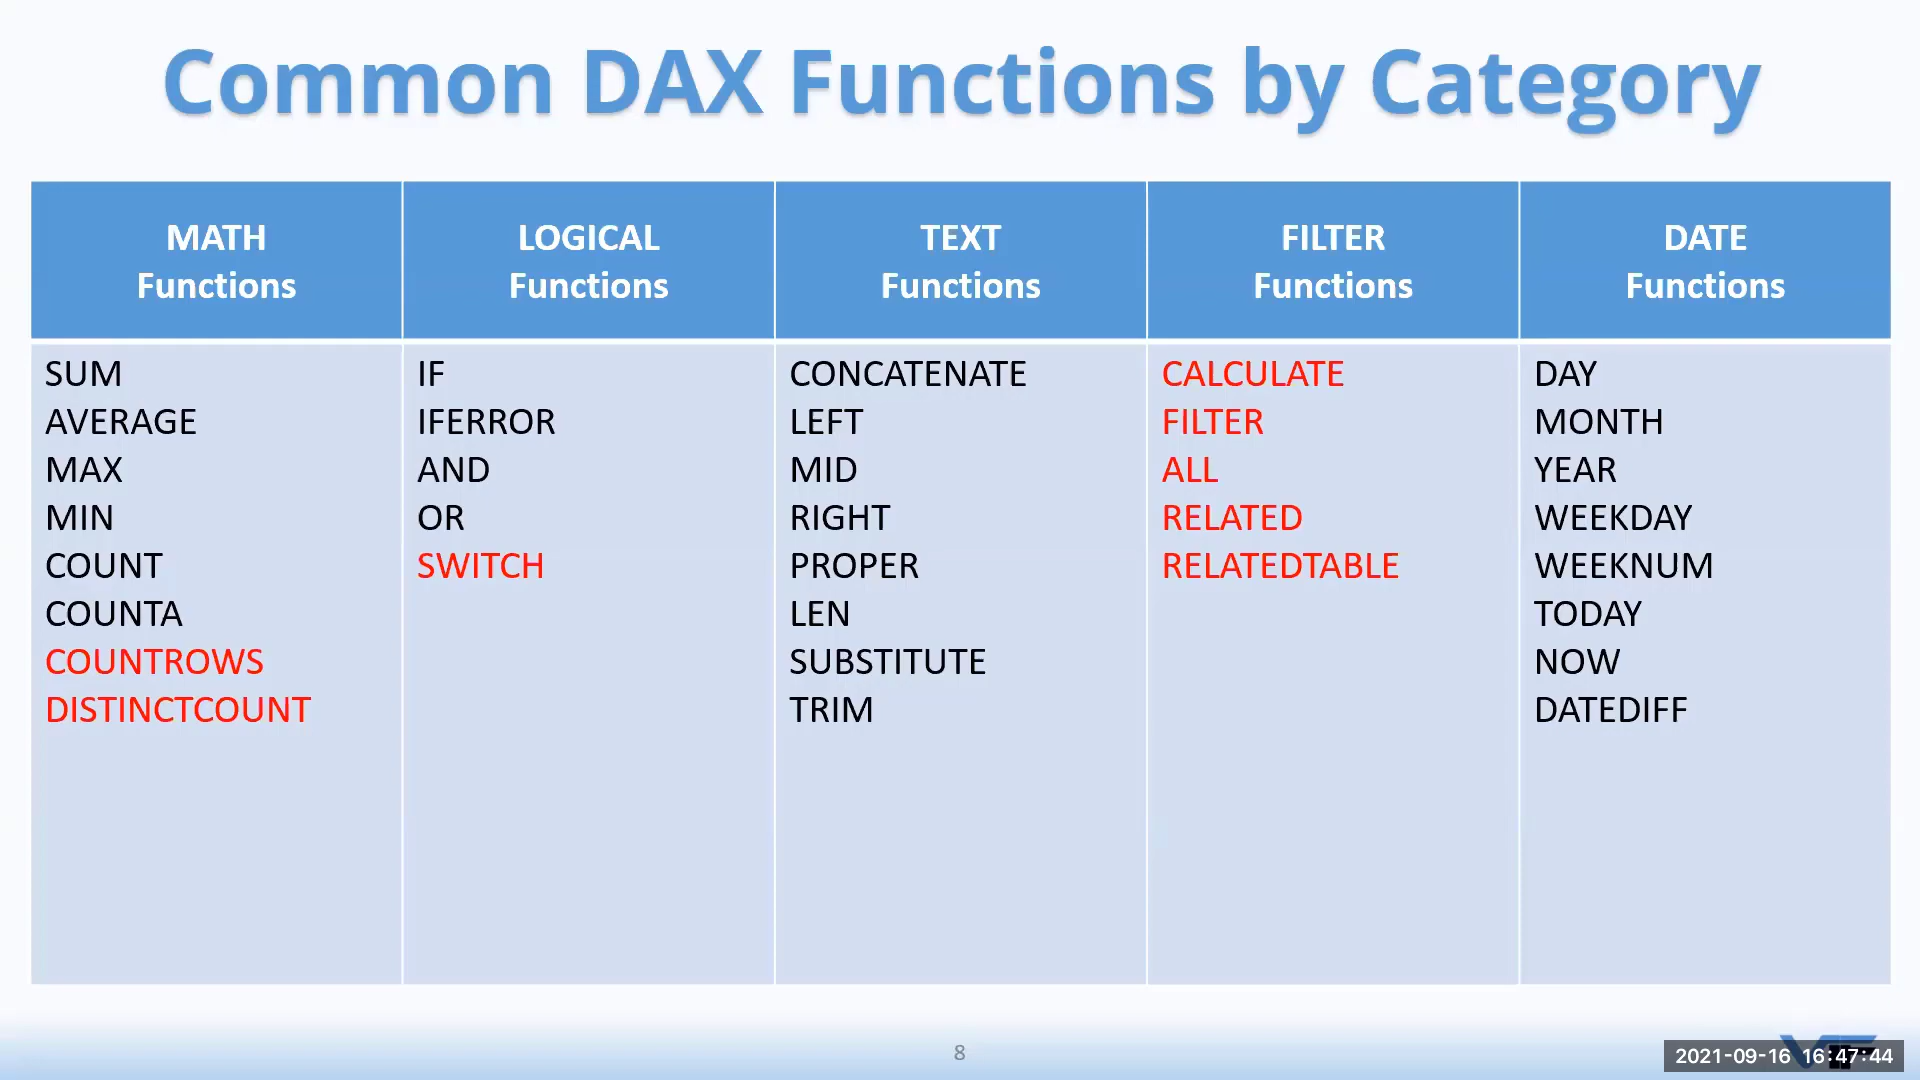 Common DAX Functions by Category
MATH
Functions
LOGICAL
Functions
TEXT
Functions
FILTER
Functions
DATE
Functions
SUM
AVERAGE
MAX
MIN
COUNT
COUNTA
COUNTROWS
DISTINCTCOUNT
IF
IFERROR
AND
OR
SWITCH
CONCATENATE
LEFT
MID
RIGHT
PROPER
LEN
SUBSTITUTE
TRIM
CALCULATE
FILTER
ALL
RELATED
RELATEDTABLE
DAY
MONTH
YEAR
WEEKDAY
WEEKNUM
TODAY
NOW
DATEDIFF
8
2021-09-16 16:47:44